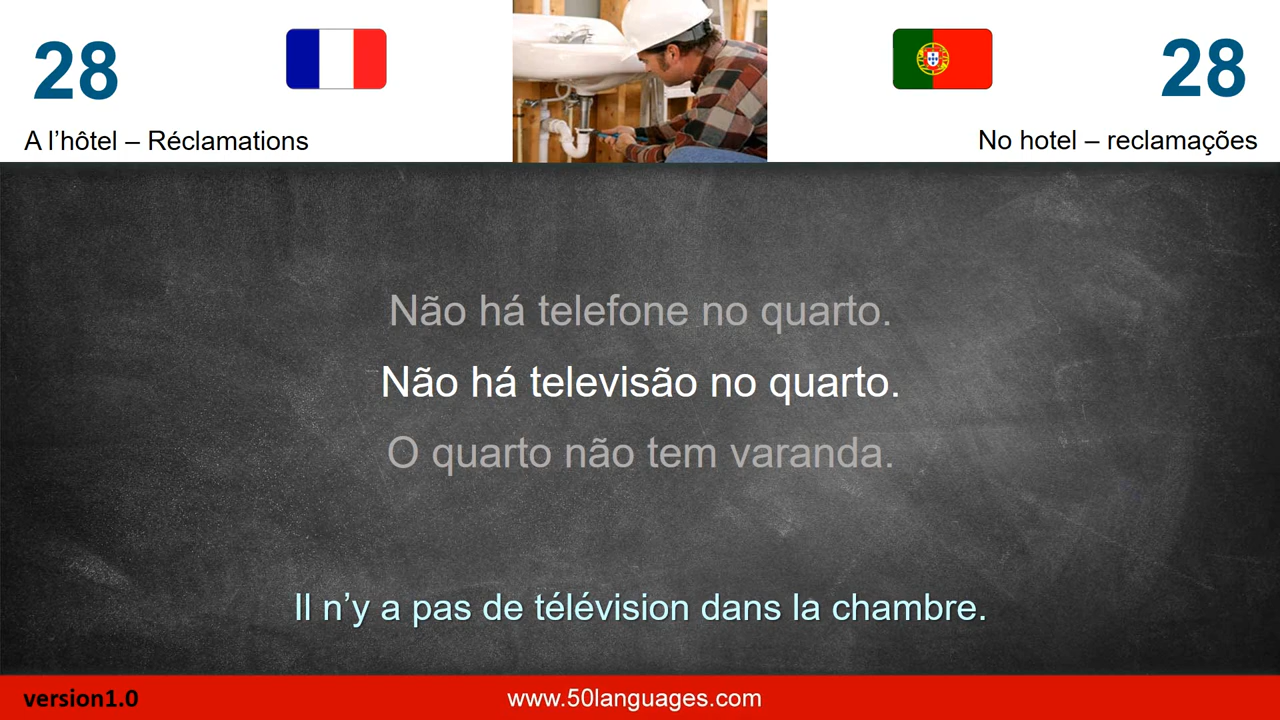 28
28
A l’hôtel – Réclamations
No hotel – reclamações
Não há telefone no quarto.
Não há televisão no quarto.
O quarto não tem varanda.
Il n’y a pas de télévision dans la chambre.
version1.0
www.50languages.com